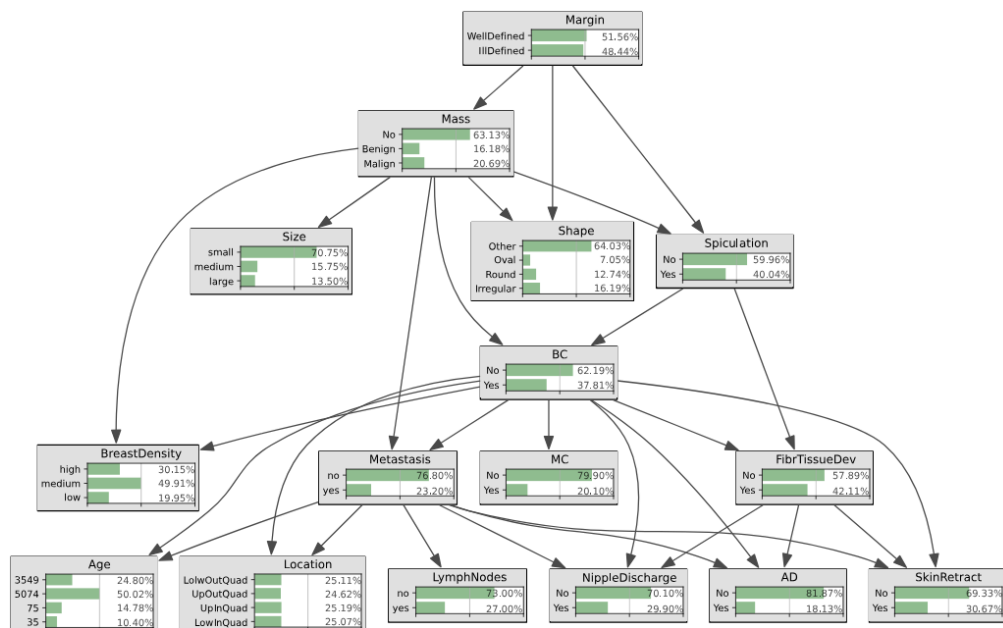 Margin
WellDefined 51.56%
IllDefined 48.44%
Mass
No 63.13%
Benign 16.18%
Malign 20.69%
Size
small 70.75%
medium 15.75%
large 13.50%
Shape
Other 64.03%
Oval 7.05%
Round 12.74%
Irregular 16.19%
Spiculation
No 59.96%
Yes 40.04%
BC
No 62.19%
Yes 37.81%
BreastDensity
high 30.15%
medium 49.91%
low 19.95%
Metastasis
no 76.80%
yes 23.20%
MC
No 79.90%
Yes 20.10%
FibrTissueDev
No 57.89%
Yes 42.11%
Age
3549 24.80%
5074 50.02%
75 14.78%
35 10.40%
Location
LolwOutQuad 25.11%
UpOutQuad 24.62%
UpInQuad 25.19%
LowInQuad 25.07%
LymphNodes
no 73.00%
yes 27.00%
NippleDischarge
No 70.10%
Yes 29.90%
AD
No 81.87%
Yes 18.13%
SkinRetract
No 69.33%
Yes 30.67%